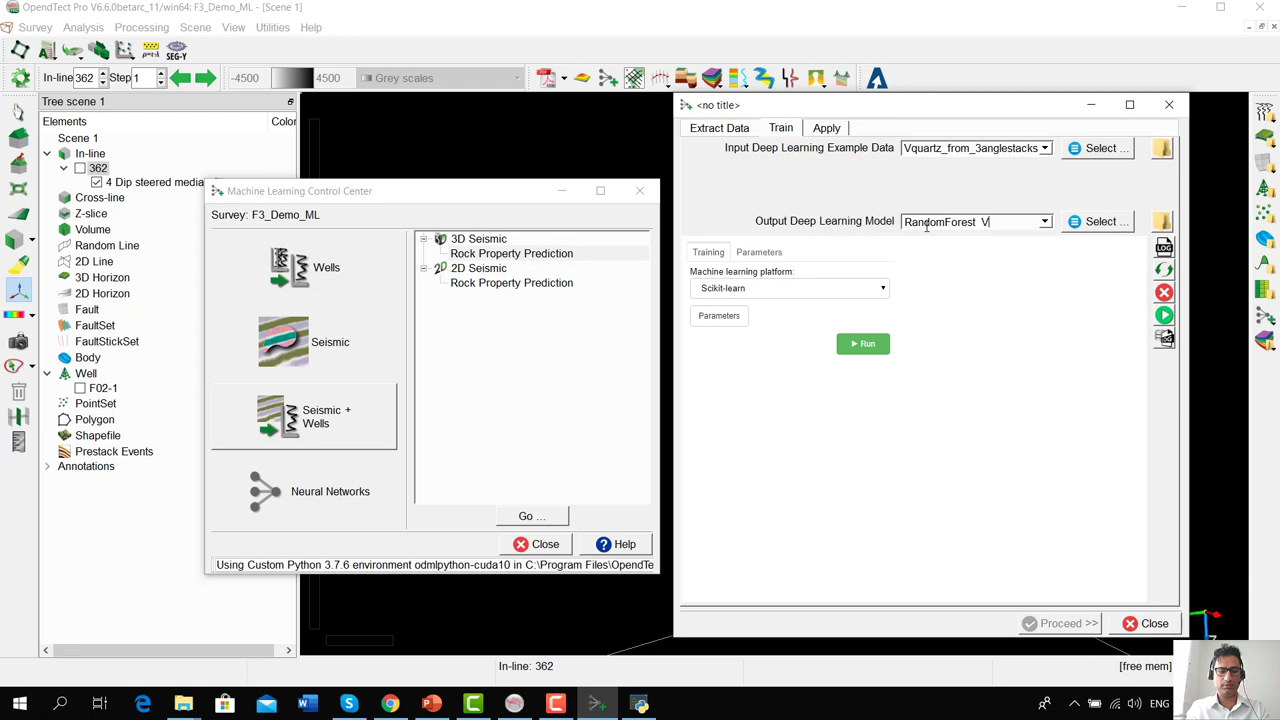 OpendTect Pro V6.6.0betarc_11/win64: F3_Demo_ML - [Scene 1]
Survey Analysis Processing Scene View Utilities Help
SEG-Y
In-line 362 Step 1 -4500 4500 Grey scales
Tree scene 1
Elements Color
Scene 1
In-line
362
4 Dip steered media
Cross-line
Z-slice
Volume
Random Line
2D Line
3D Horizon
2D Horizon
Fault
FaultSet
FaultStickSet
Body
Well
F02-1
PointSet
Polygon
Shapefile
Prestack Events
Annotations
Machine Learning Control Center
Survey: F3_Demo_ML
Wells
Seismic
Seismic +
Wells
Neural Networks
3D Seismic
Rock Property Prediction
2D Seismic
Rock Property Prediction
Go ...
Close Help
Using Custom Python 3.7.6 environment odmlpython-cuda10 in C:\Program Files\OpendTe
<no title>
Extract Data Train Apply
Input Deep Learning Example Data Vquartz_from_3anglestacks Select ...
Output Deep Learning Model RandomForest V Select ...
LOG
Training Parameters
Machine learning platform:
Scikit-learn
Parameters
Run
Proceed >> Close
In-line: 362 [free mem]
ENG